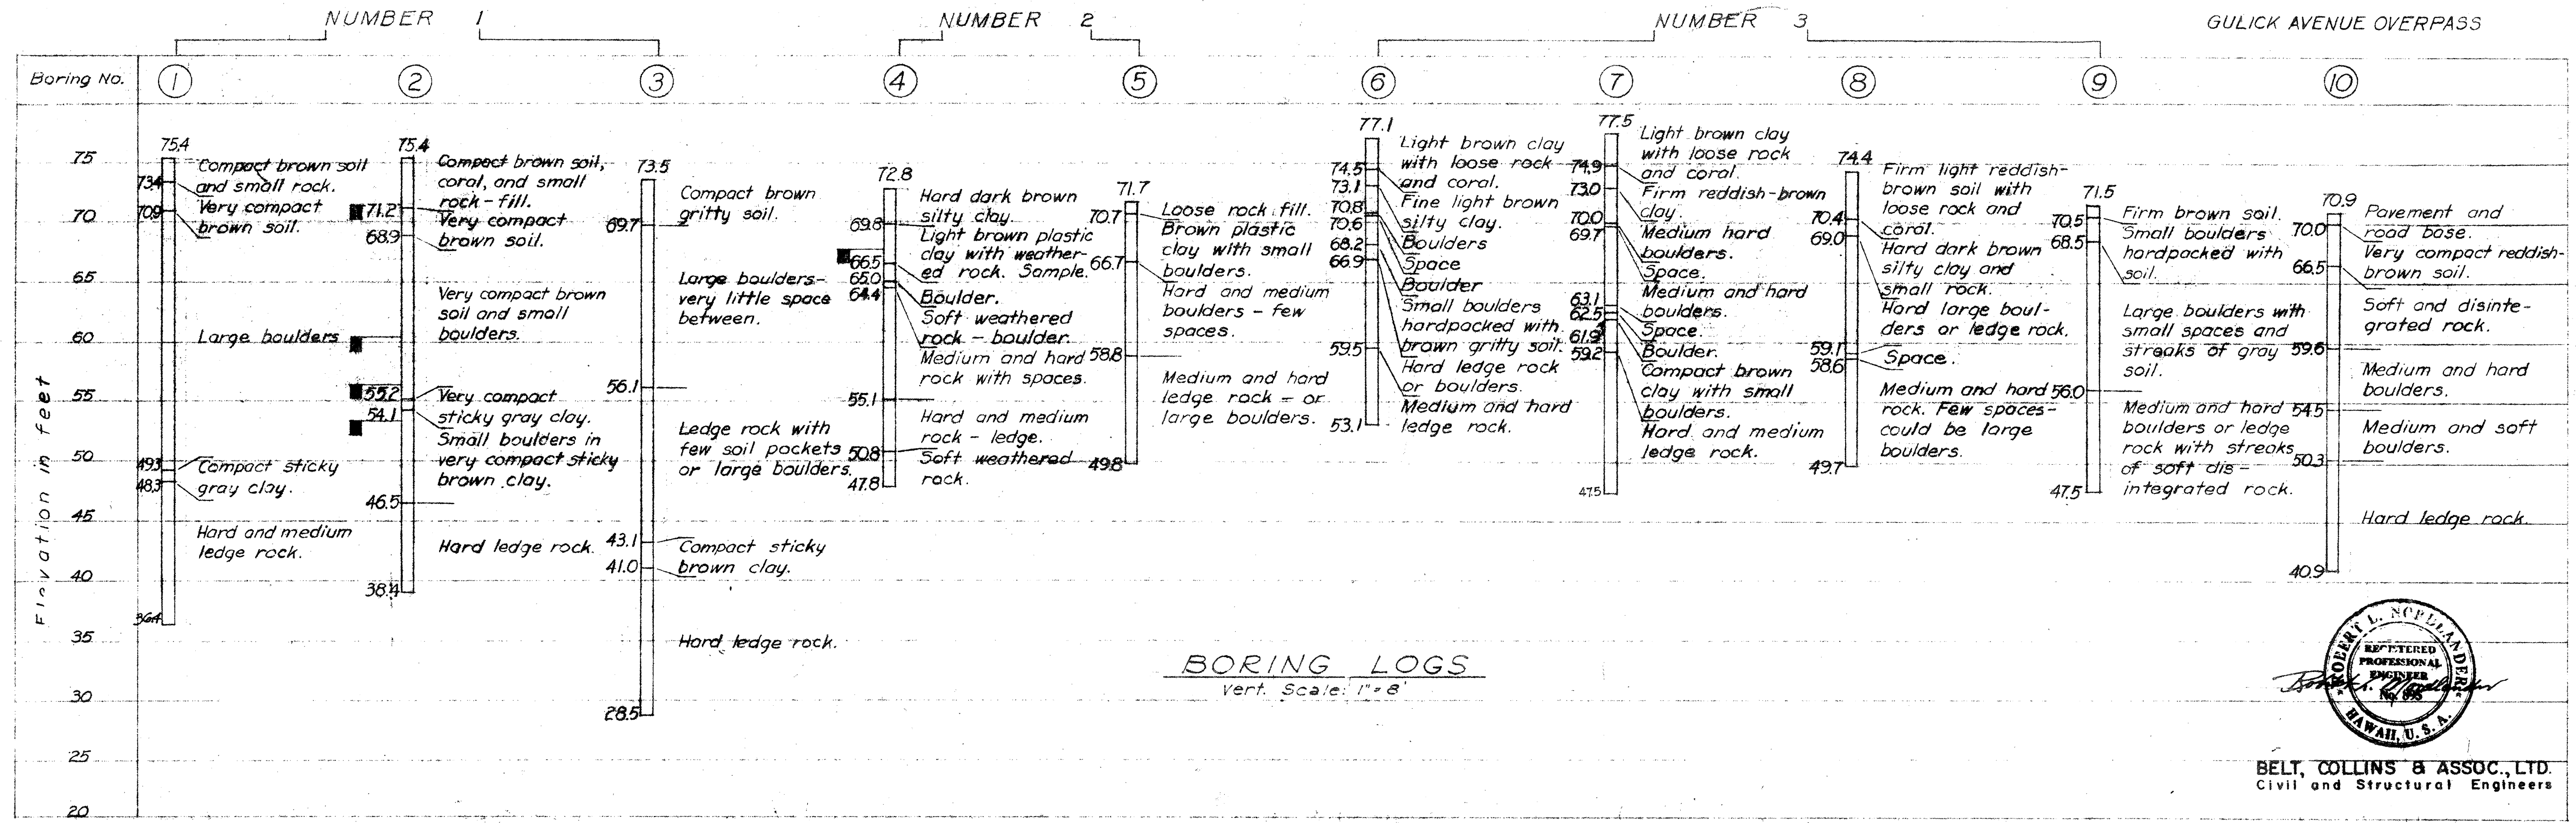 NUMBER 1
NUMBER 2
NUMBER 3
GULICK AVENUE OVERPASS
Boring No.
1
2
3
4
5
6
7
8
9
10
Elevation in feet
75
70
65
60
55
50
45
40
35
30
25
20
75.4
73.4
70.9
49.3
48.3
36.4
Compact brown soil
and small rock.
Very compact
brown soil.
Large boulders
Compact sticky
gray clay.
Hard and medium
ledge rock.
75.4
71.2
68.9
55.2
54.1
46.5
38.4
Compact brown soil,
coral, and small
rock - fill.
Very compact
brown soil.
Very compact brown
soil and small
boulders.
Very compact
sticky gray clay.
Small boulders in
very compact sticky
brown clay.
Hard ledge rock.
73.5
69.7
56.1
43.1
41.0
28.5
Compact brown
gritty soil.
Large boulders-
very little space
between.
Ledge rock with
few soil pockets
or large boulders.
Compact sticky
brown clay.
Hard ledge rock.
72.8
69.8
66.5
65.0
64.4
55.1
50.8
47.8
Hard dark brown
silty clay.
Light brown plastic
clay with weather-
ed rock. Sample.
Boulder.
Soft weathered
rock - boulder.
Medium and hard
rock with spaces.
Hard and medium
rock - ledge.
Soft weathered
rock.
71.7
70.7
66.7
58.8
49.8
Loose rock fill.
Brown plastic
clay with small
boulders.
Hard and medium
boulders - few
spaces.
Medium and hard
ledge rock - or
large boulders.
77.1
74.5
73.1
70.8
70.6
68.2
66.9
59.5
53.1
Light brown clay
with loose rock
and coral.
Fine light brown
silty clay.
Boulders
Space
Boulder
Small boulders
hardpacked with
brown gritty soil.
Hard ledge rock
or boulders.
Medium and hard
ledge rock.
77.5
74.9
73.0
70.0
69.7
63.1
62.5
61.9
59.2
47.5
Light brown clay
with loose rock
and coral.
Firm reddish-brown
clay.
Medium hard
boulders.
Space.
Medium and hard
boulders.
Space.
Boulder.
Compact brown
clay with small
boulders.
Hard and medium
ledge rock.
74.4
70.4
69.0
59.1
58.6
49.7
Firm light reddish-
brown soil with
loose rock and
coral.
Hard dark brown
silty clay and
small rock.
Hard large boul-
ders or ledge rock.
Space.
Medium and hard
rock. Few spaces-
could be large
boulders.
71.5
70.5
68.5
56.0
47.5
Firm brown soil.
Small boulders
hardpacked with
soil.
Large boulders with
small spaces and
streaks of gray
soil.
Medium and hard
boulders or ledge
rock with streaks
of soft dis-
integrated rock.
70.9
70.0
66.5
59.6
54.5
50.3
40.9
Pavement and
road base.
Very compact reddish-
brown soil.
Soft and disinte-
grated rock.
Medium and hard
boulders.
Medium and soft
boulders.
Hard ledge rock.
BORING LOGS
Vert. Scale: 1" = 8'
ROBERT L. NORDLANDER
REGISTERED
PROFESSIONAL
ENGINEER
No. 895
HAWAII, U. S. A.
BELT, COLLINS & ASSOC., LTD.
Civil and Structural Engineers